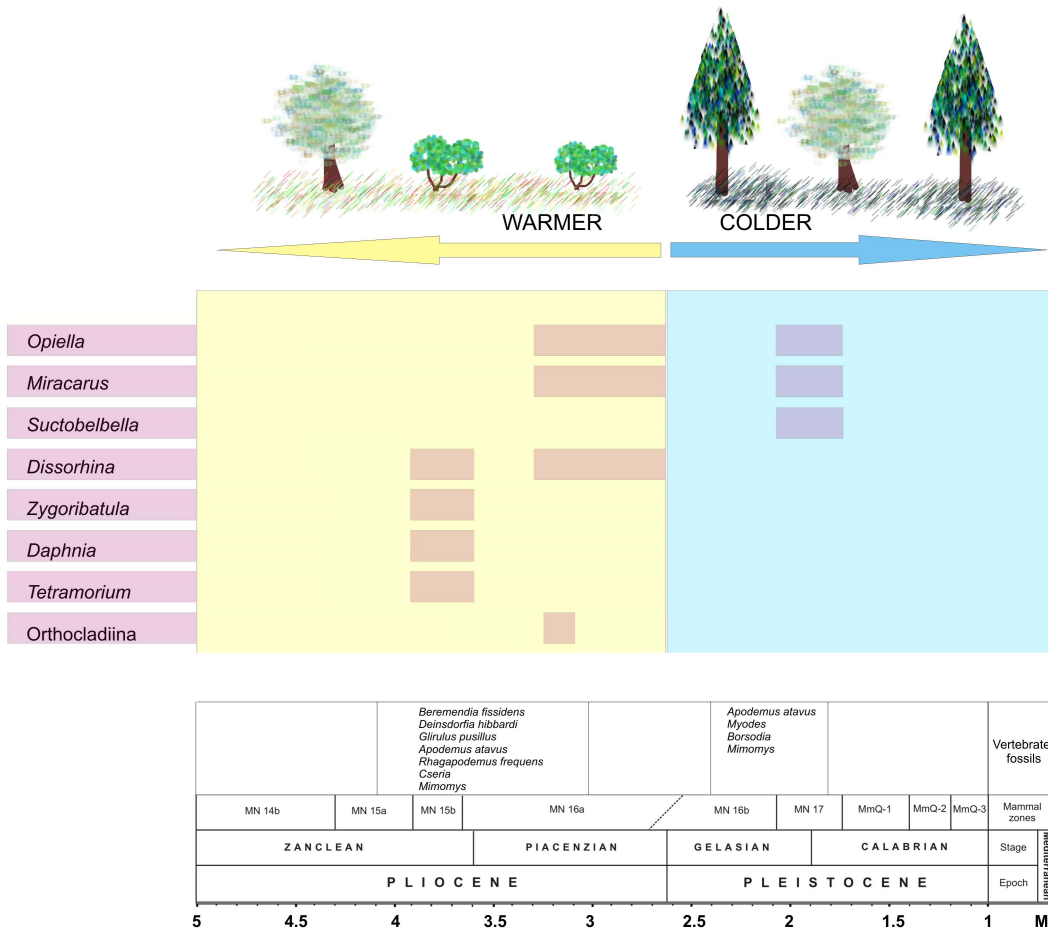 WARMER
COLDER
Opiella
Miracarus
Suctobelbella
Dissorhina
Zygoribatula
Daphnia
Tetramorium
Orthocladiina
Beremendia fissidens
Deinsdorfia hibbardi
Glirulus pusillus
Apodemus atavus
Rhagapodemus frequens
Cseria
Mimomys
Apodemus atavus
Myodes
Borsodia
Mimomys
Vertebrate
fossils
MN 14b
MN 15a
MN 15b
MN 16a
MN 16b
MN 17
MmQ-1
MmQ-2
MmQ-3
Mammal
zones
ZANCLEAN
PIACENZIAN
GELASIAN
CALABRIAN
Stage
PLIOCENE
PLEISTOCENE
Epoch
5
4.5
4
3.5
3
2.5
2
1.5
1
M